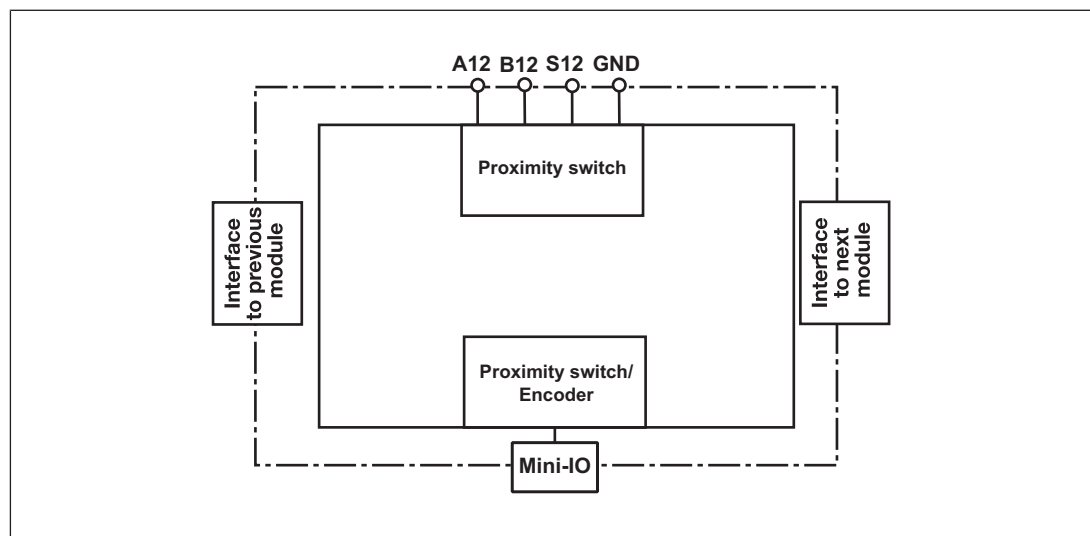 A12 B12 S12 GND
Proximity switch
Interface
to previous
module
Interface
to next
module
Proximity switch/
Encoder
Mini-IO